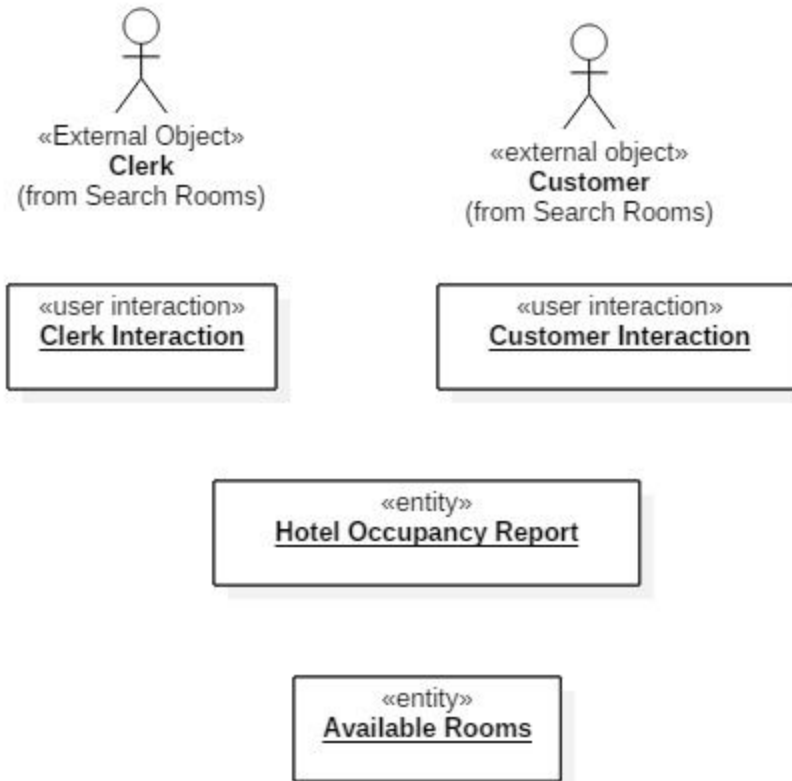 «External Object»
Clerk
(from Search Rooms)
«external object»
Customer
(from Search Rooms)
«user interaction»
Clerk Interaction
«user interaction»
Customer Interaction
«entity»
Hotel Occupancy Report
«entity»
Available Rooms